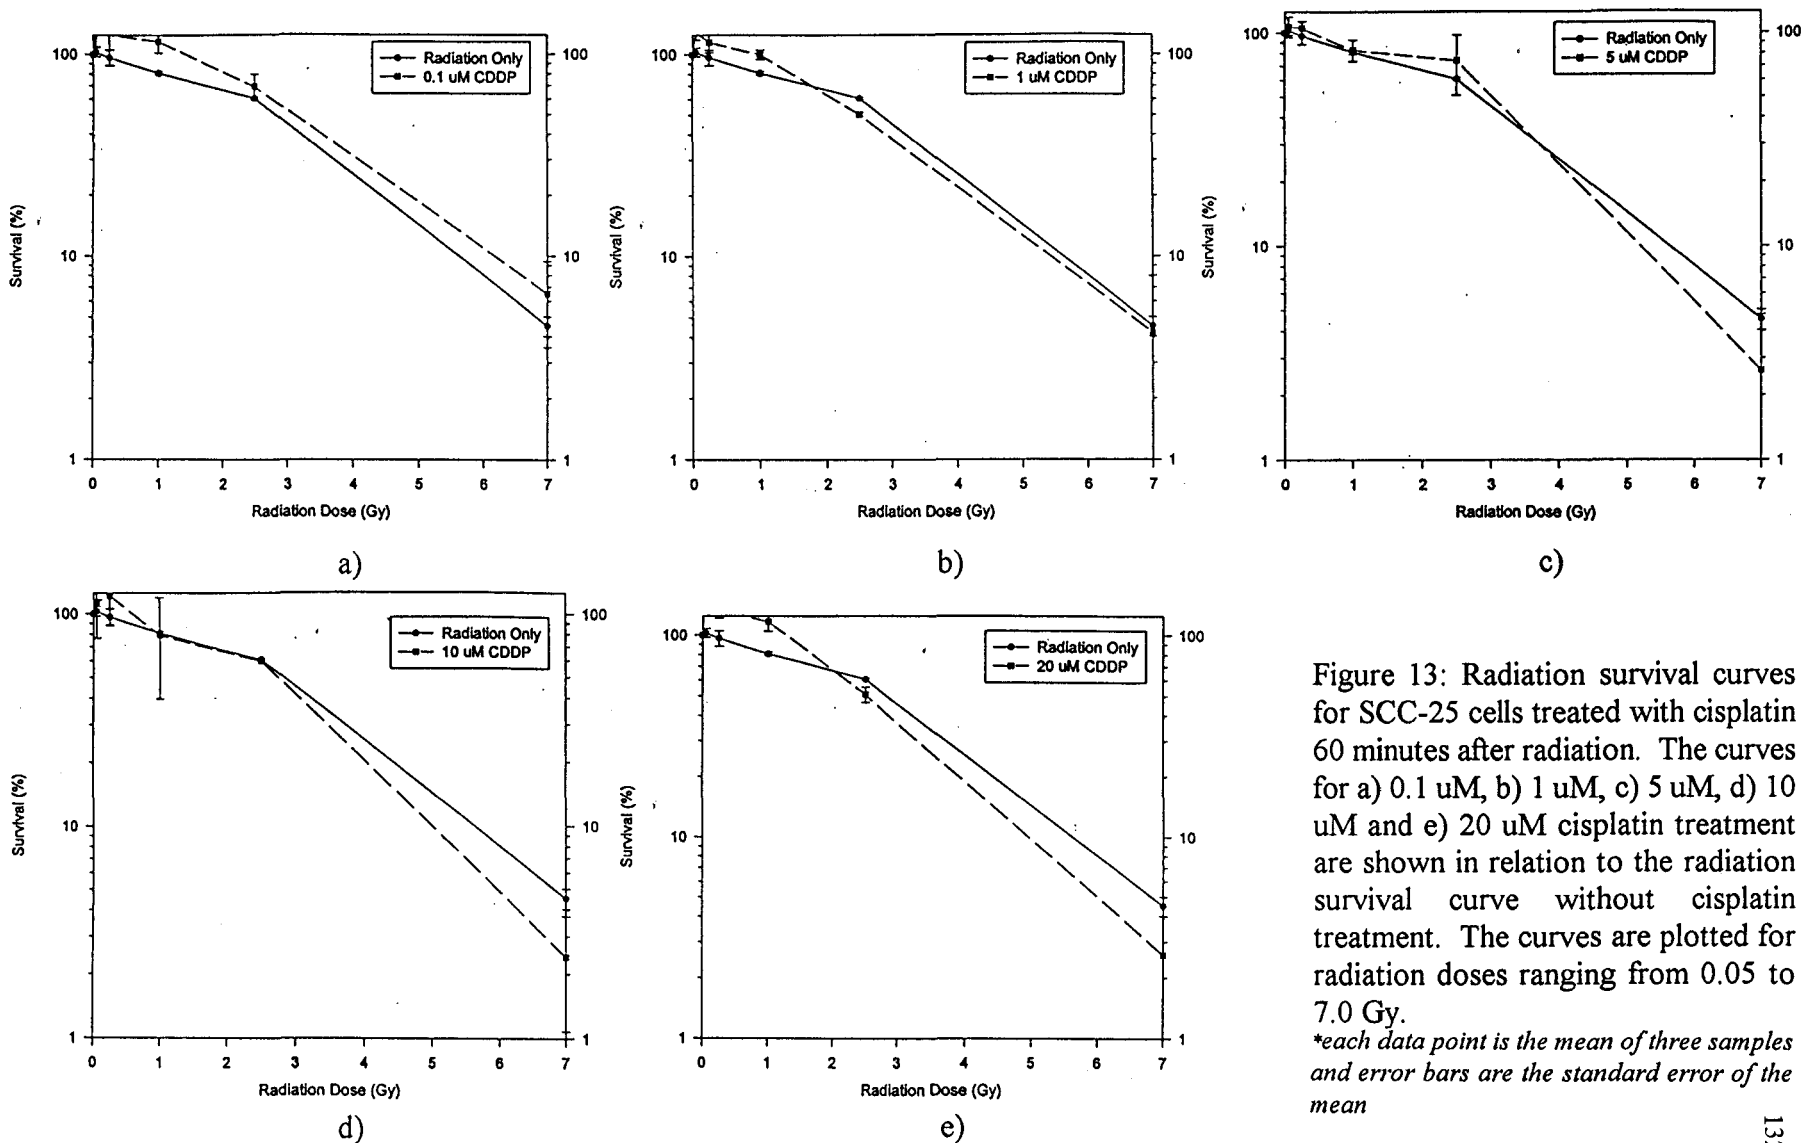 100
10
1
Survival (%)
0 1 2 3 4 5 6 7
Radiation Dose (Gy)
Radiation Only
0.1 uM CDDP
100
10
1
a)
100
10
1
Survival (%)
0 1 2 3 4 5 6 7
Radiation Dose (Gy)
Radiation Only
1 uM CDDP
100
10
1
b)
100
10
1
Survival (%)
0 1 2 3 4 5 6 7
Radiation Dose (Gy)
Radiation Only
5 uM CDDP
100
10
1
c)
100
10
1
Survival (%)
0 1 2 3 4 5 6 7
Radiation Dose (Gy)
Radiation Only
10 uM CDDP
100
10
1
d)
100
10
1
Survival (%)
0 1 2 3 4 5 6 7
Radiation Dose (Gy)
Radiation Only
20 uM CDDP
100
10
1
e)
Figure 13: Radiation survival curves
for SCC-25 cells treated with cisplatin
60 minutes after radiation. The curves
for a) 0.1 uM, b) 1 uM, c) 5 uM, d) 10
uM and e) 20 uM cisplatin treatment
are shown in relation to the radiation
survival curve without cisplatin
treatment. The curves are plotted for
radiation doses ranging from 0.05 to
7.0 Gy.
*each data point is the mean of three samples
and error bars are the standard error of the
mean